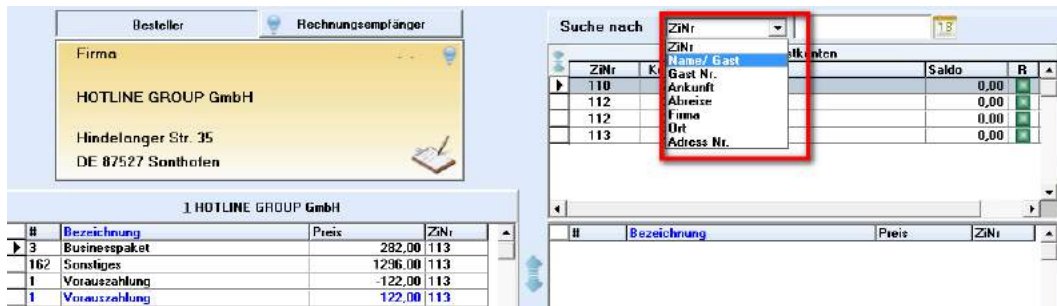 Besteller
Rechnungsempfänger
Firma
HOTLINE GROUP GmbH
Hindelanger Str. 35
DE 87527 Sonthofen
1 HOTLINE GROUP GmbH
# Bezeichnung Preis ZiNr
3 Businesspaket 282,00 113
162 Sonstiges 1296,00 113
1 Vorauszahlung -122,00 113
1 Vorauszahlung 122,00 113
Suche nach ZiNr
18
ZiNr
Name/ Gast
Gast Nr.
Ankunft
Abreise
Firma
Ort
Adress Nr.
ZiNr Saldo R
110 0,00
112 0,00
112 0,00
113 0,00
# Bezeichnung Preis ZiNr